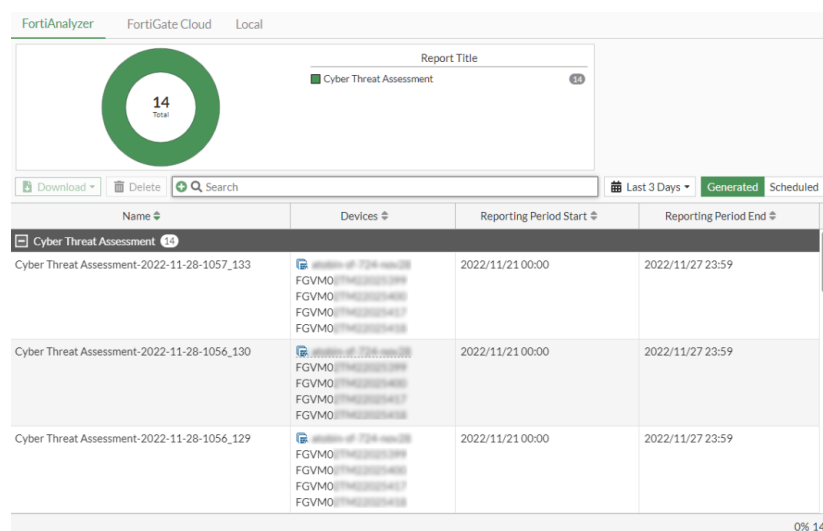 FortiAnalyzer FortiGate Cloud Local
Report Title
Cyber Threat Assessment 14
14
Total
Download Delete Search Last 3 Days Generated Scheduled
Name Devices Reporting Period Start Reporting Period End
Cyber Threat Assessment 14
Cyber Threat Assessment-2022-11-28-1057_133 2022/11/21 00:00 2022/11/27 23:59
FGVM0
FGVM0
FGVM0
FGVM0
Cyber Threat Assessment-2022-11-28-1056_130 2022/11/21 00:00 2022/11/27 23:59
FGVM0
FGVM0
FGVM0
FGVM0
Cyber Threat Assessment-2022-11-28-1056_129 2022/11/21 00:00 2022/11/27 23:59
FGVM0
FGVM0
FGVM0
FGVM0
0% 14